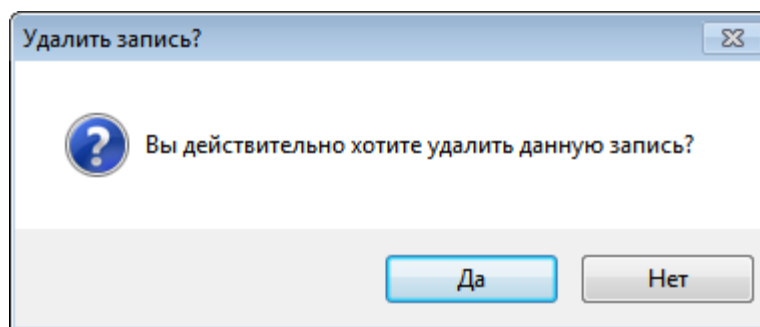 Удалить запись?
Вы действительно хотите удалить данную запись?
Да Нет